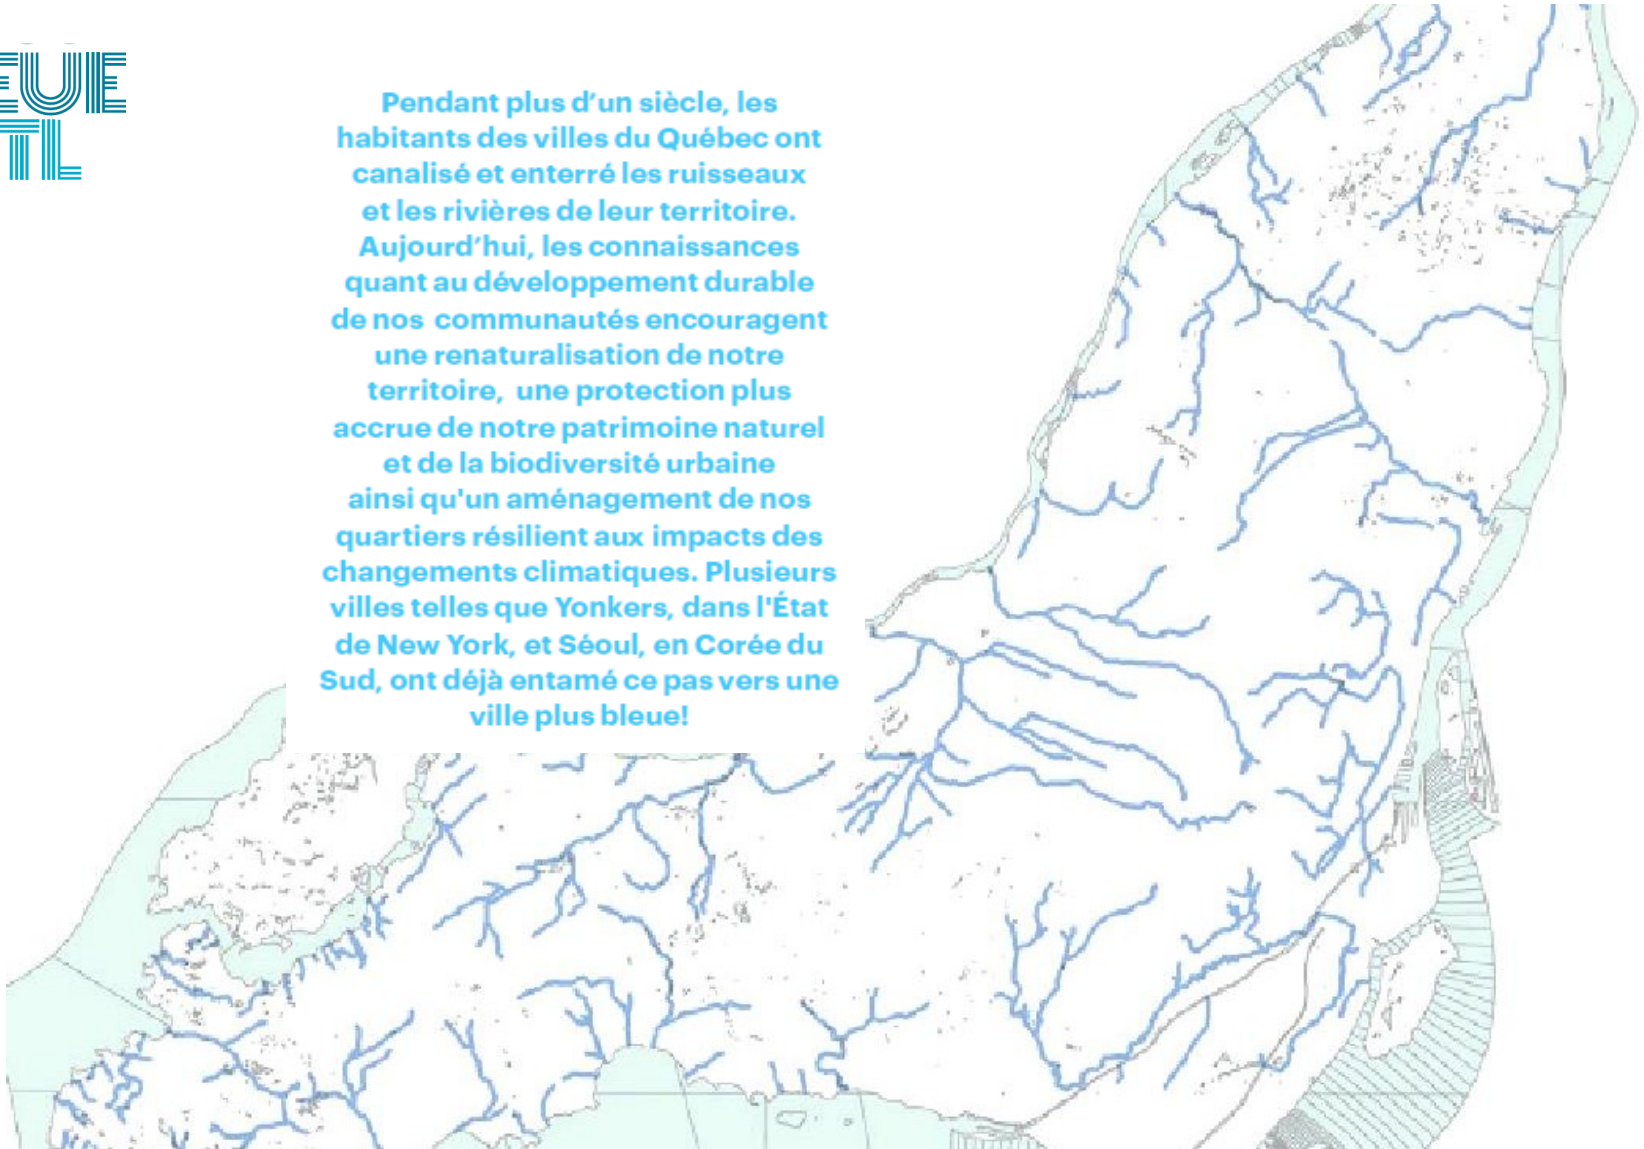 EUE
TL
Pendant plus d’un siècle, les
habitants des villes du Québec ont
canalisé et enterré les ruisseaux
et les rivières de leur territoire.
Aujourd’hui, les connaissances
quant au développement durable
de nos communautés encouragent
une renaturalisation de notre
territoire, une protection plus
accrue de notre patrimoine naturel
et de la biodiversité urbaine
ainsi qu'un aménagement de nos
quartiers résilient aux impacts des
changements climatiques. Plusieurs
villes telles que Yonkers, dans l'État
de New York, et Séoul, en Corée du
Sud, ont déjà entamé ce pas vers une
ville plus bleue!